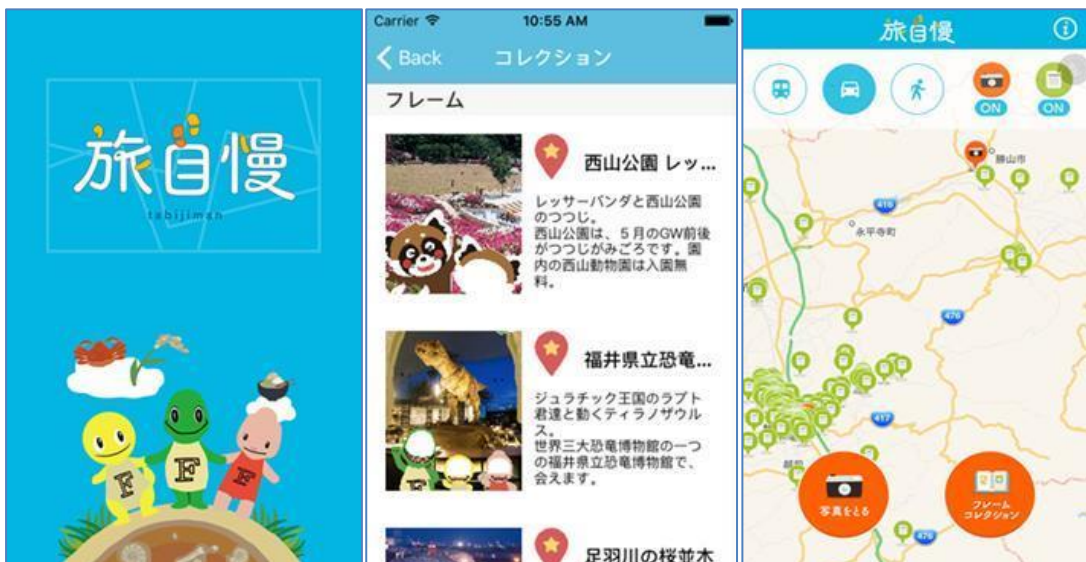 旅自慢
tabijiman
F
F
F
Carrier
10:55 AM
Back
コレクション
フレーム
西山公園 レッ...
レッサーパンダと西山公園
のつつじ。
西山公園は、５月のGW前後
がつつじがみごろです。園
内の西山動物園は入園無
料。
福井県立恐竜...
ジュラチック王国のラプト
君達と動くティラノザウル
ス。
世界三大恐竜博物館の一つ
の福井県立恐竜博物館で、
会えます。
足羽川の桜並木
旅自慢
ON
ON
勝山市
416
永平寺町
476
476
417
写真をとる
フレーム
コレクション
476